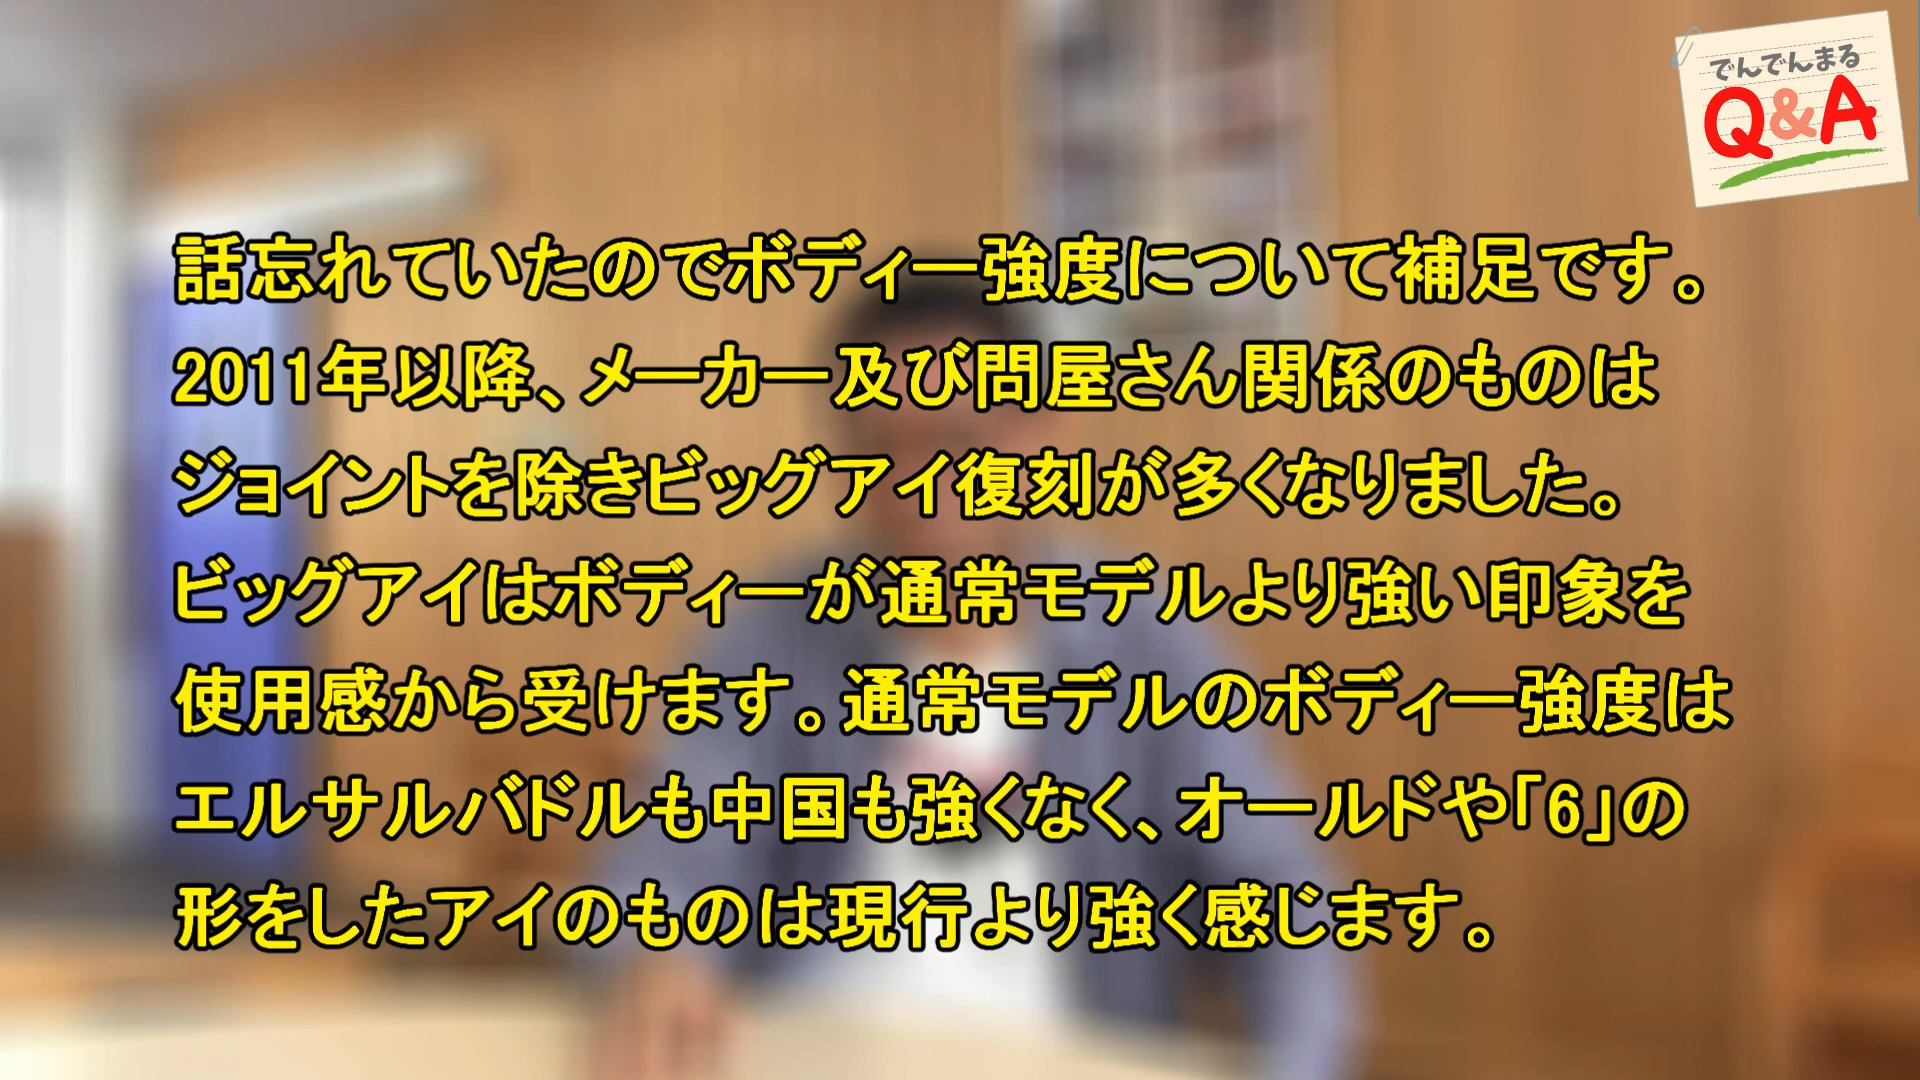 でんでんまる
Q&A
話忘れていたのでボディー強度について補足です。
2011年以降、メーカー及び問屋さん関係のものは
ジョイントを除きビッグアイ復刻が多くなりました。
ビッグアイはボディーが通常モデルより強い印象を
使用感から受けます。通常モデルのボディー強度は
エルサルバドルも中国も強くなく、オールドや「6」の
形をしたアイのものは現行より強く感じます。